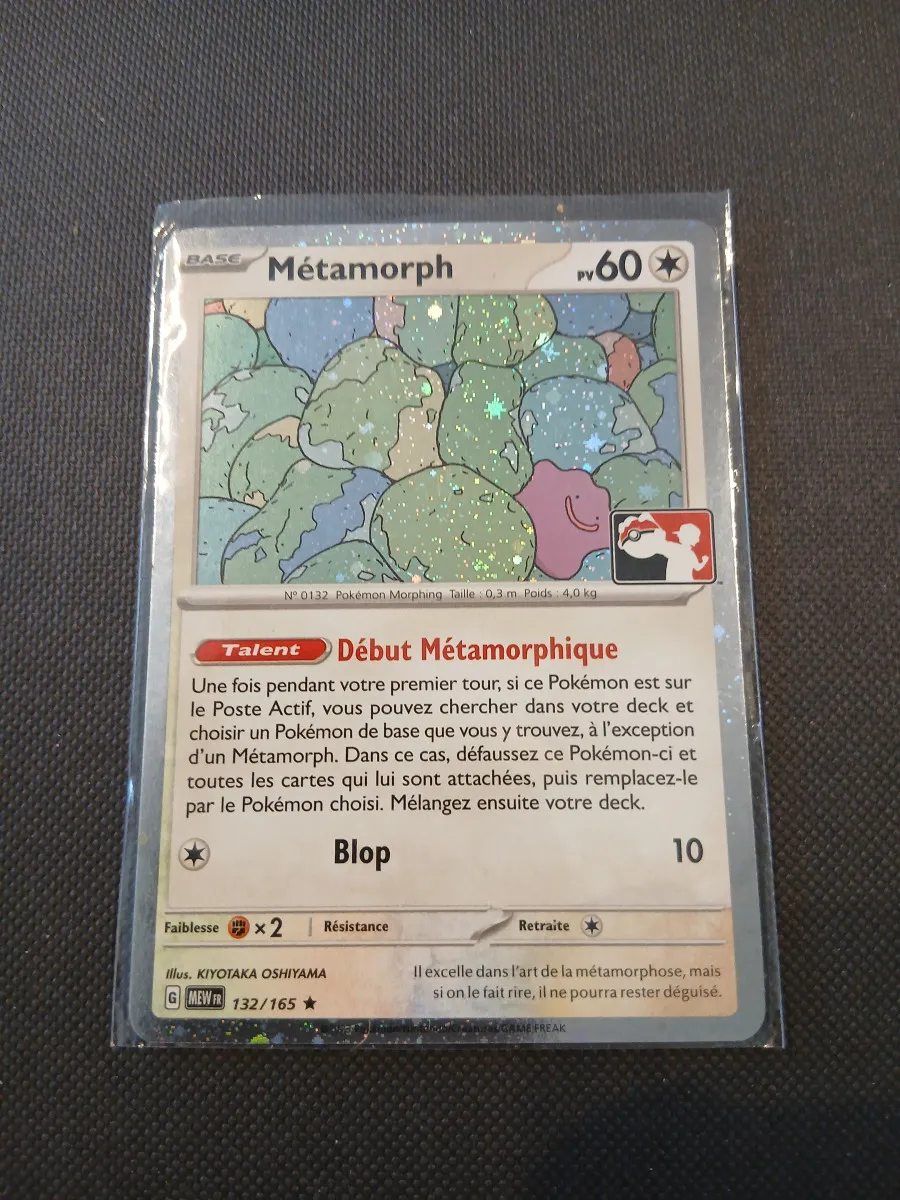 BASE
Métamorph
PV 60
N° 0132 Pokémon Morphing Taille : 0,3 m Poids : 4,0 kg
Talent Début Métamorphique
Une fois pendant votre premier tour, si ce Pokémon est sur
le Poste Actif, vous pouvez chercher dans votre deck et
choisir un Pokémon de base que vous y trouvez, à l'exception
d'un Métamorph. Dans ce cas, défaussez ce Pokémon-ci et
toutes les cartes qui lui sont attachées, puis remplacez-le
par le Pokémon choisi. Mélangez ensuite votre deck.
Blop 10
Faiblesse ×2 Résistance Retraite
Illus. KIYOTAKA OSHIYAMA
Il excelle dans l'art de la métamorphose, mais
si on le fait rire, il ne pourra rester déguisé.
G MEW FR 132/165 ★
GAME FREAK